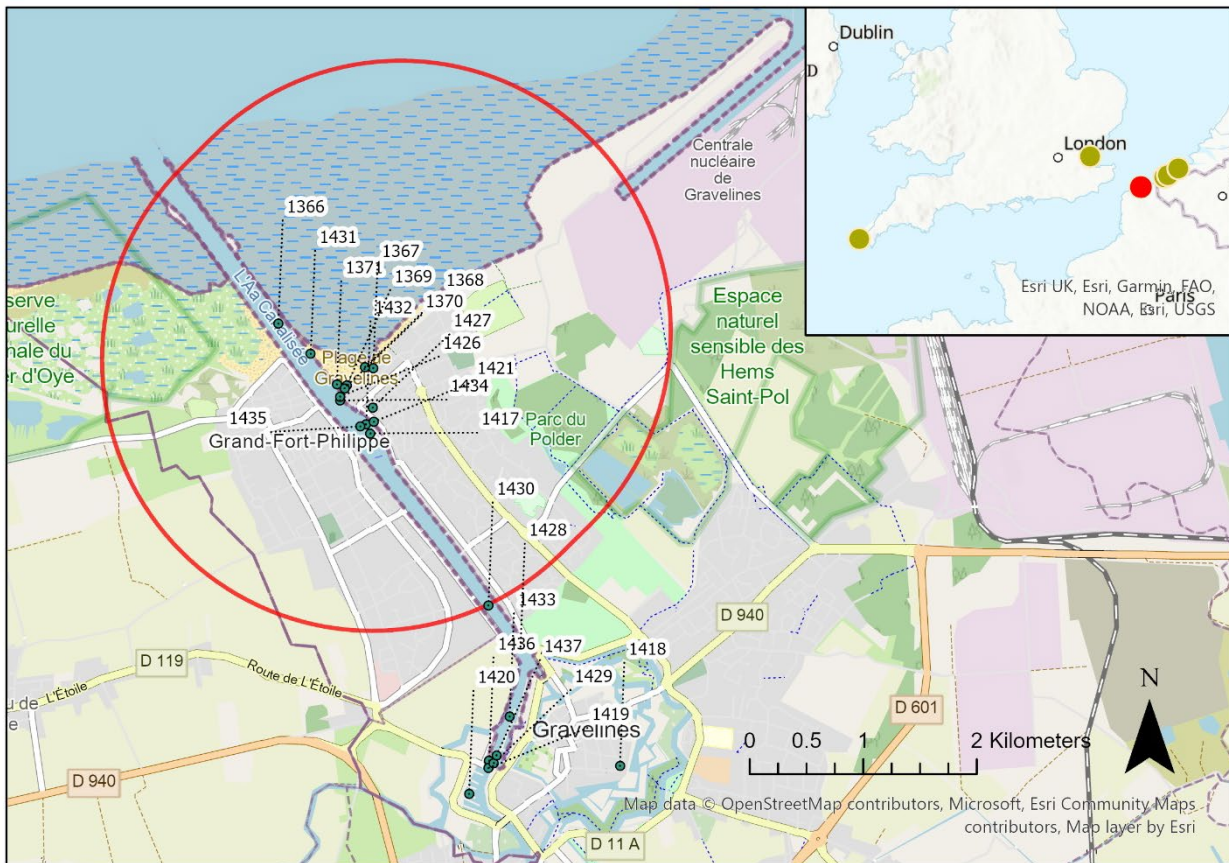 Dublin
D
London
Paris
Esri UK, Esri, Garmin, FAO,
NOAA, Esri, USGS
Centrale
nucléaire
de
Gravelines
1366
1431
1367
1371
1369
1368
1432
1370
1427
1426
L'Aa Canalisée
Plage de
Gravelines
Espace
naturel
sensible des
Hems
Saint-Pol
1421
1434
1435
1417
Grand-Fort-Philippe
Parc du
Polder
1430
1428
1433
1436
1437
1418
1420
1429
1419
D 940
D 119
Route de L'Étoile
L'Étoile
Gravelines
D 601
N
0 0.5 1 2 Kilometers
D 940
D 11 A
Map data © OpenStreetMap contributors, Microsoft, Esri Community Maps
contributors, Map layer by Esri